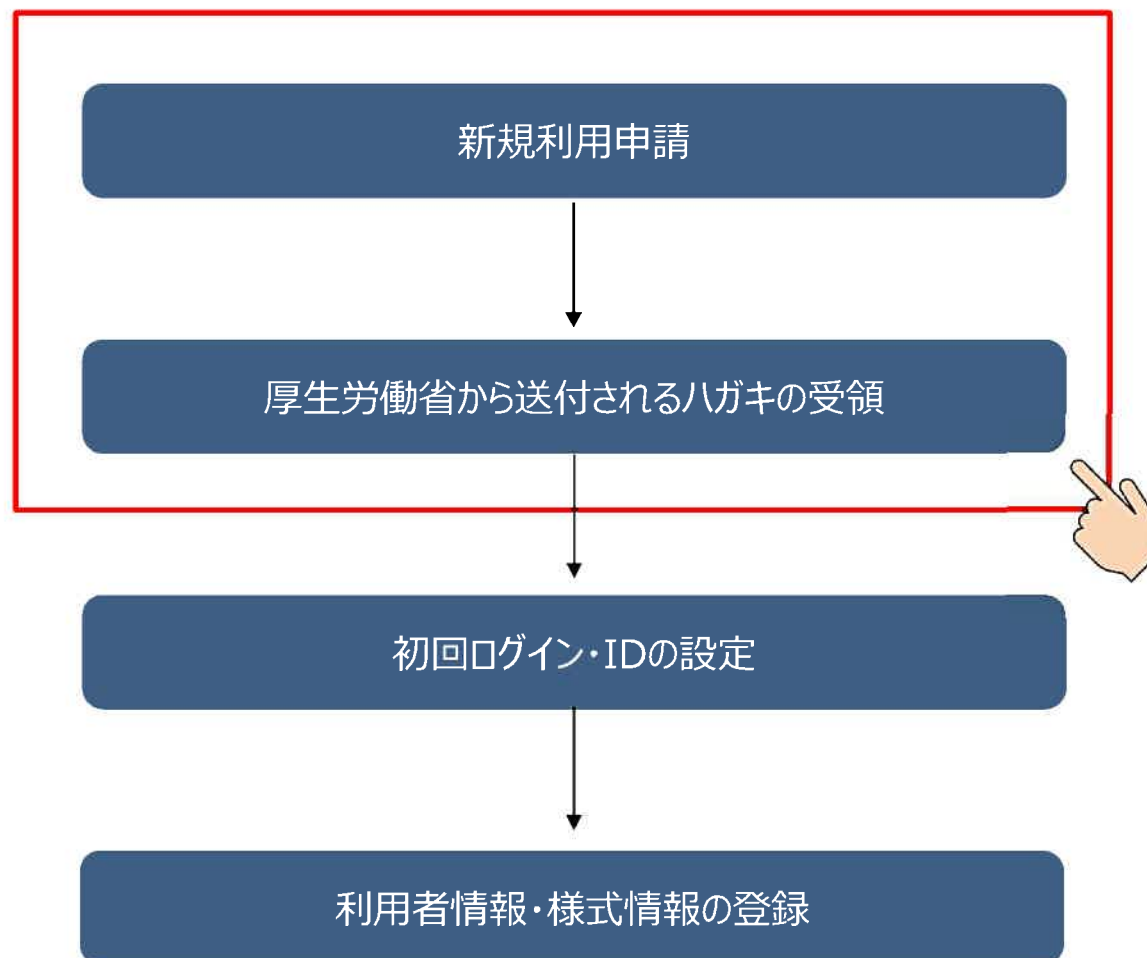 新規利用申請
厚生労働省から送付されるハガキの受領
初回ログイン・IDの設定
利用者情報・様式情報の登録